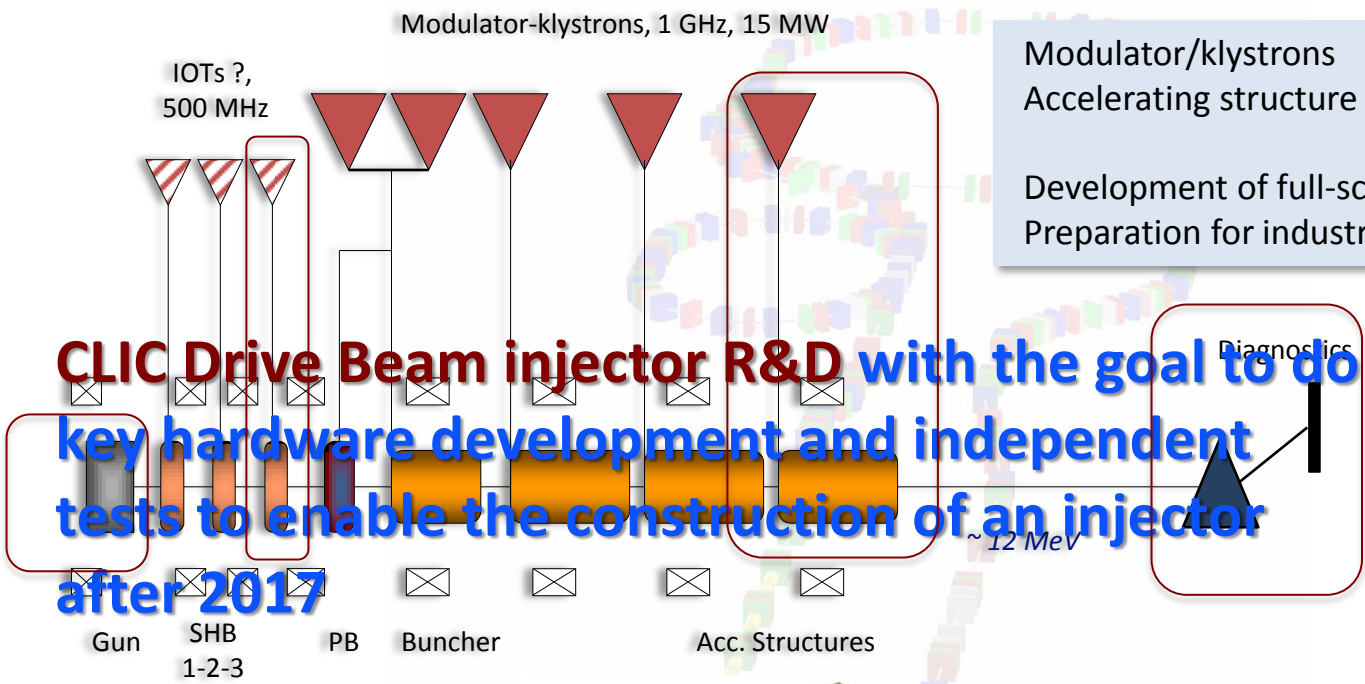 Modulator-klystrons, 1 GHz, 15 MW
IOTs ?,
500 MHz
Modulator/klystrons
Accelerating structure
Development of full-sc
Preparation for industr
Diagnostics
CLIC Drive Beam injector R&D with the goal to do
key hardware development and independent
tests to enable the construction of an injector
after 2017
~ 12 MeV
Gun
SHB
1-2-3
PB
Buncher
Acc. Structures